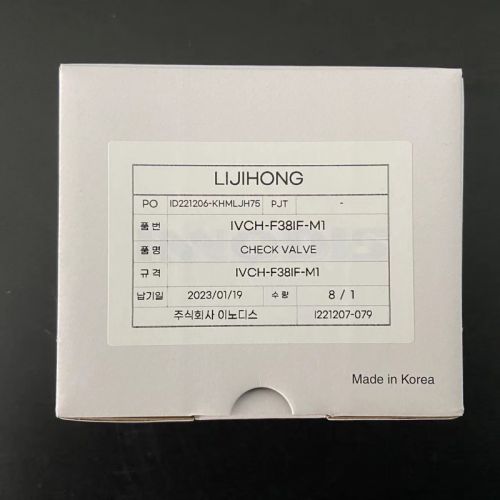 LIJIHONG
PO ID221206-KHMLJH75 PJT -
품 번 IVCH-F38IF-M1
품 명 CHECK VALVE
규 격 IVCH-F38IF-M1
납기일 2023/01/19 수 량 8 / 1
주식회사 이노디스 I221207-079
Made in Korea